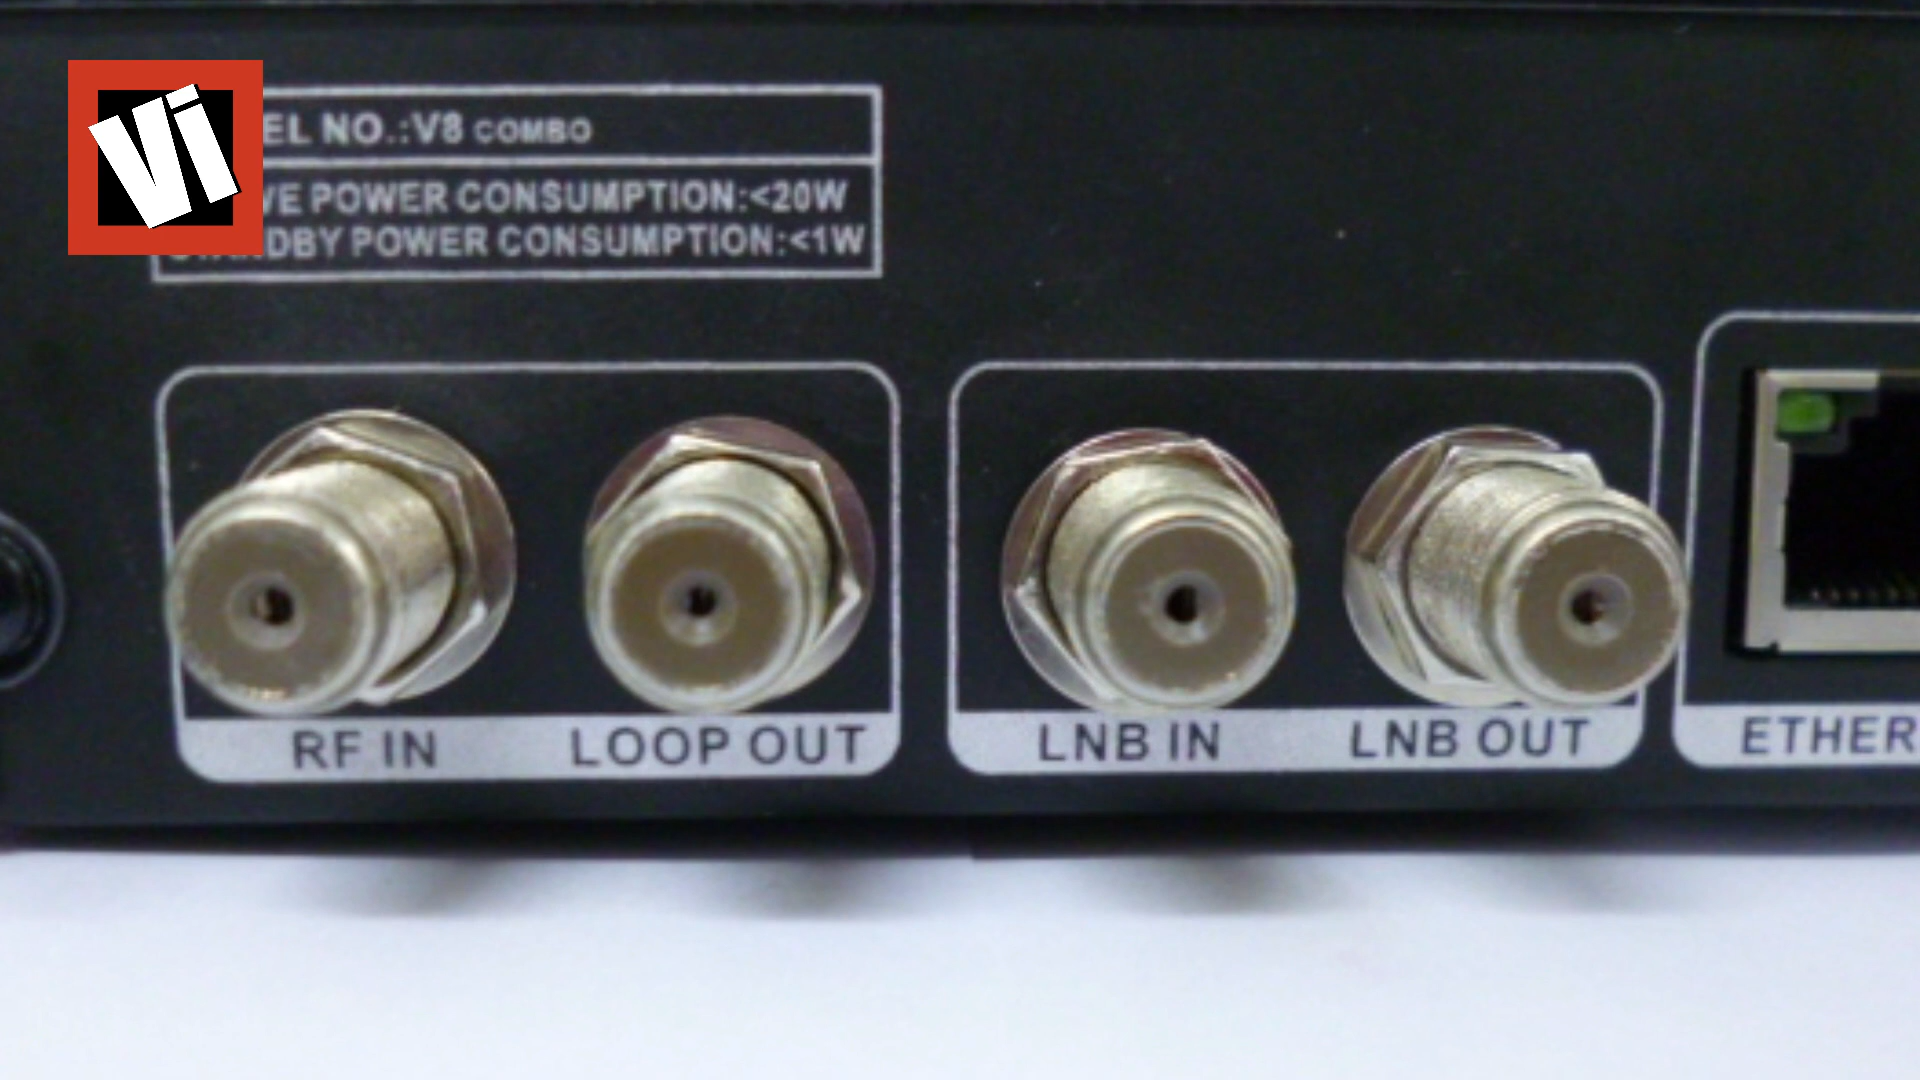 Vi
EL NO.:V8 COMBO
VE POWER CONSUMPTION:<20W
DBY POWER CONSUMPTION:<1W
RF IN
LOOP OUT
LNB IN
LNB OUT
ETHER